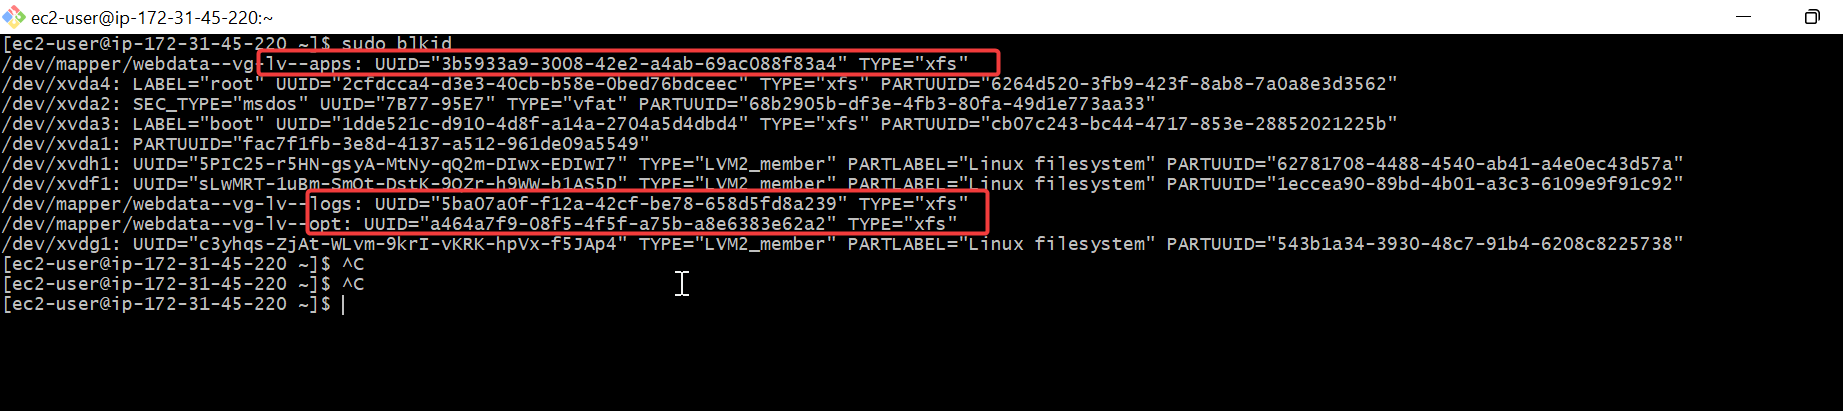 ec2-user@ip-172-31-45-220:~
[ec2-user@ip-172-31-45-220 ~]$ sudo blkid
/dev/mapper/webdata--vg-lv--apps: UUID="3b5933a9-3008-42e2-a4ab-69ac088f83a4" TYPE="xfs"
/dev/xvda4: LABEL="root" UUID="2cfdcca4-d3e3-40cb-b58e-0bed76bdceec" TYPE="xfs" PARTUUID="6264d520-3fb9-423f-8ab8-7a0a8e3d3562"
/dev/xvda2: SEC_TYPE="msdos" UUID="7B77-95E7" TYPE="vfat" PARTUUID="68b2905b-df3e-4fb3-80fa-49d1e773aa33"
/dev/xvda3: LABEL="boot" UUID="1dde521c-d910-4d8f-a14a-2704a5d4dbd4" TYPE="xfs" PARTUUID="cb07c243-bc44-4717-853e-28852021225b"
/dev/xvda1: PARTUUID="fac7f1fb-3e8d-4137-a512-961de09a5549"
/dev/xvdh1: UUID="5PIC25-r5HN-gsyA-MtNy-qQ2m-DIwx-EDIwI7" TYPE="LVM2_member" PARTLABEL="Linux filesystem" PARTUUID="62781708-4488-4540-ab41-a4e0ec43d57a"
/dev/xvdf1: UUID="sLwMRT-1uBm-SmOt-DstK-9OZr-h9WW-b1AS5D" TYPE="LVM2_member" PARTLABEL="Linux filesystem" PARTUUID="1eccea90-89bd-4b01-a3c3-6109e9f91c92"
/dev/mapper/webdata--vg-lv--logs: UUID="5ba07a0f-f12a-42cf-be78-658d5fd8a239" TYPE="xfs"
/dev/mapper/webdata--vg-lv--opt: UUID="a464a7f9-08f5-4f5f-a75b-a8e6383e62a2" TYPE="xfs"
/dev/xvdg1: UUID="c3yhqs-ZjAt-WLvm-9krI-vKRK-hpVx-f5JAp4" TYPE="LVM2_member" PARTLABEL="Linux filesystem" PARTUUID="543b1a34-3930-48c7-91b4-6208c8225738"
[ec2-user@ip-172-31-45-220 ~]$ ^C
[ec2-user@ip-172-31-45-220 ~]$ ^C
[ec2-user@ip-172-31-45-220 ~]$